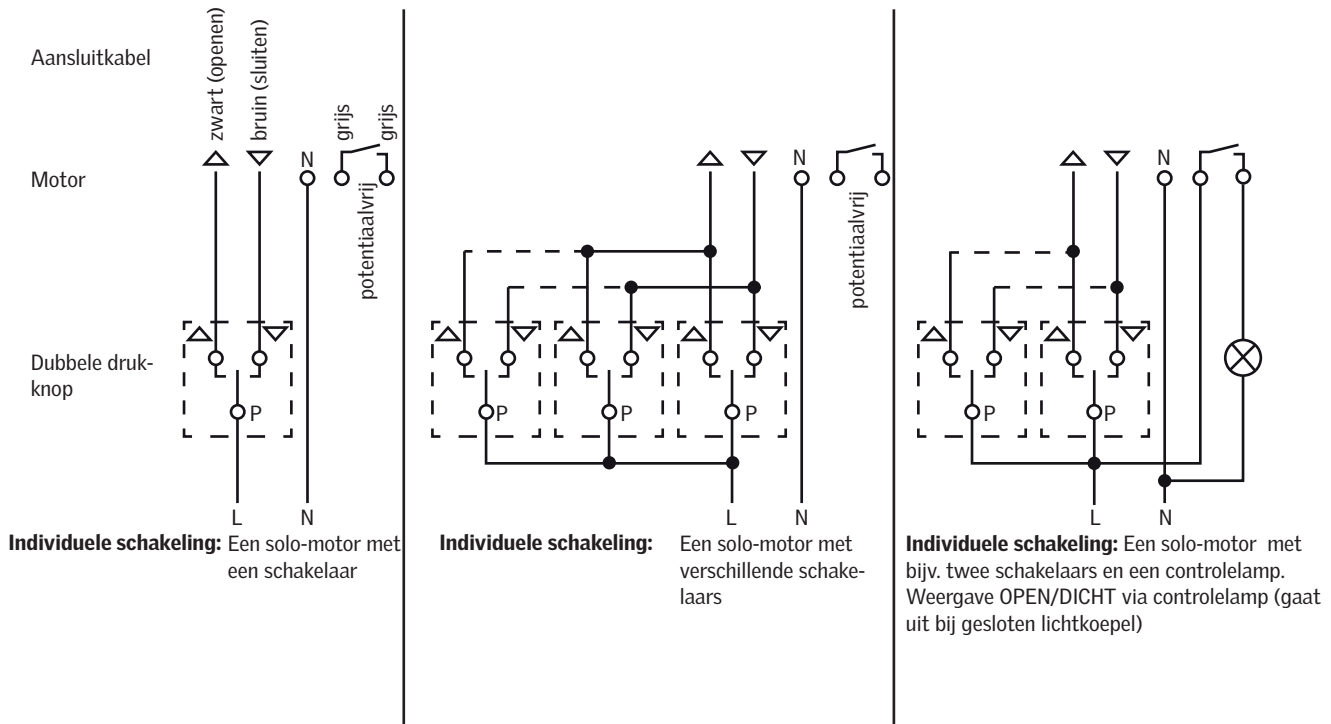 Aansluitkabel
zwart (openen)
bruin (sluiten)
grijs
grijs
N
Motor
potentiaalvrij
Dubbele druk-
knop
P
L N
Individuele schakeling: Een solo-motor met
een schakelaar
N
potentiaalvrij
P P P
L N
Individuele schakeling: Een solo-motor met
verschillende schake-
laars
N
P P
L N
Individuele schakeling: Een solo-motor met
bijv. twee schakelaars en een controlelamp.
Weergave OPEN/DICHT via controlelamp (gaat
uit bij gesloten lichtkoepel)